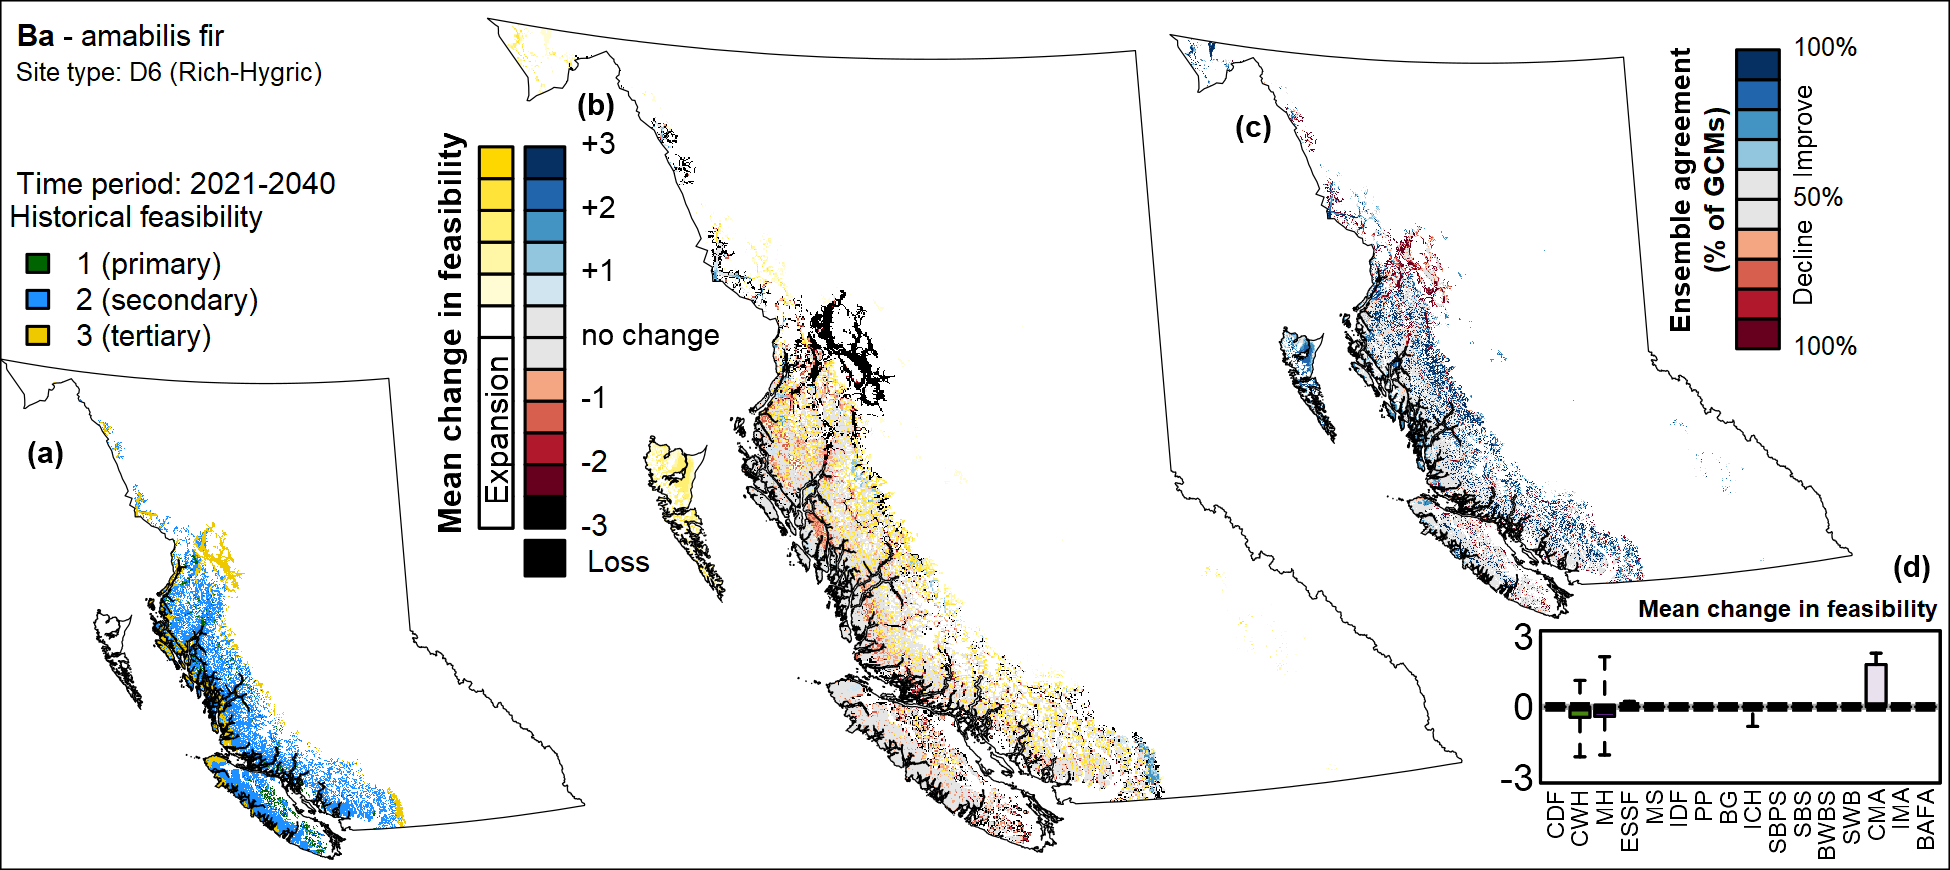 Ba - amabilis fir
Site type: D6 (Rich-Hygric)
Time period: 2021-2040
Historical feasibility
1 (primary)
2 (secondary)
3 (tertiary)
(a)
(b)
Mean change in feasibility
Expansion
+3
+2
+1
no change
-1
-2
-3
Loss
(c)
Ensemble agreement
(% of GCMs)
Improve
Decline
100%
50%
100%
(d)
Mean change in feasibility
3
0
-3
CDF
CWH
MH
ESSF
MS
IDF
PP
BG
ICH
SBPS
SBS
BWBS
SWB
CMA
IMA
BAFA